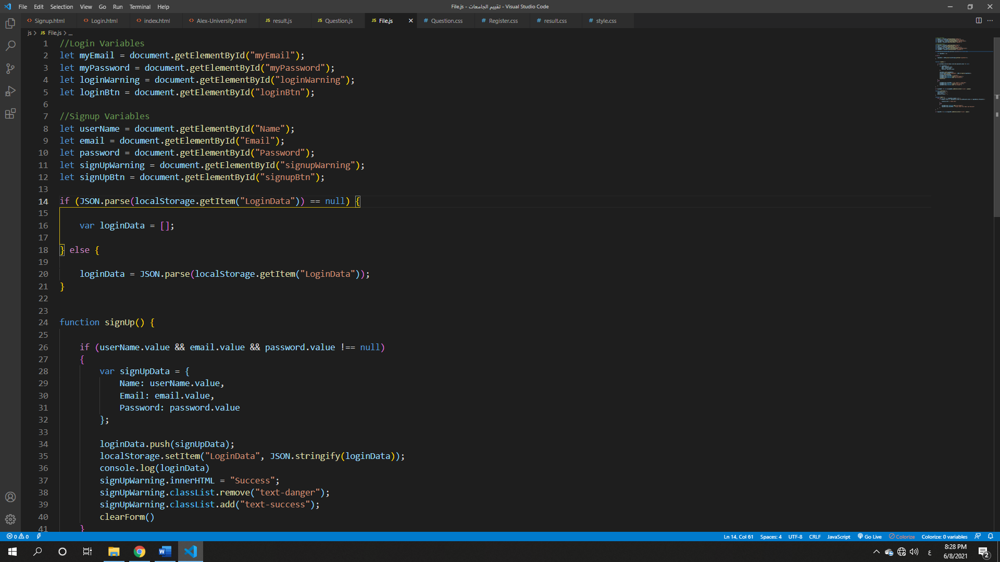 File Edit Selection View Go Run Terminal Help
File.js - تقييم الجامعات - Visual Studio Code
Signup.html Login.html index.html Alex-University.html JS result.js JS Question.js JS File.js # Question.css # Register.css # result.css # style.css
js > JS File.js > ...
1 //Login Variables
2 let myEmail = document.getElementById("myEmail");
3 let myPassword = document.getElementById("myPassword");
4 let loginWarning = document.getElementById("loginWarning");
5 let loginBtn = document.getElementById("loginBtn");
6
7 //Signup Variables
8 let userName = document.getElementById("Name");
9 let email = document.getElementById("Email");
10 let password = document.getElementById("Password");
11 let signUpWarning = document.getElementById("signupWarning");
12 let signUpBtn = document.getElementById("signupBtn");
13
14 if (JSON.parse(localStorage.getItem("LoginData")) == null) {
15
16 var loginData = [];
17
18 } else {
19
20 loginData = JSON.parse(localStorage.getItem("LoginData"));
21 }
22
23
24 function signUp() {
25
26 if (userName.value && email.value && password.value !== null)
27 {
28 var signUpData = {
29 Name: userName.value,
30 Email: email.value,
31 Password: password.value
32 };
33
34 loginData.push(signUpData);
35 localStorage.setItem("LoginData", JSON.stringify(loginData));
36 console.log(loginData)
37 signUpWarning.innerHTML = "Success";
38 signUpWarning.classList.remove("text-danger");
39 signUpWarning.classList.add("text-success");
40 clearForm()
41 }
0 0 Ln 14, Col 61 Spaces: 4 UTF-8 CRLF JavaScript Go Live Colorize Colorize: 0 variables
ع 8:28 PM
6/8/2021 2